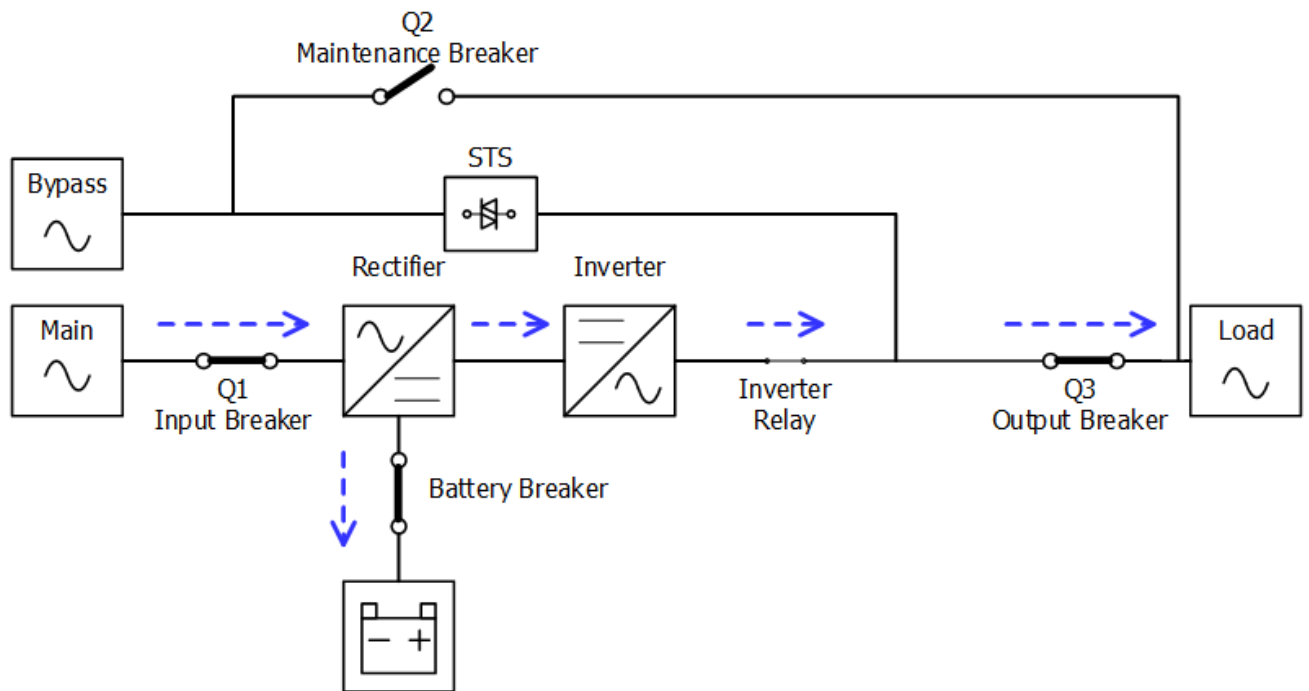 Q2
Maintenance Breaker
STS
Bypass
Rectifier
Inverter
Main
Load
Q1
Input Breaker
Inverter
Relay
Q3
Output Breaker
Battery Breaker